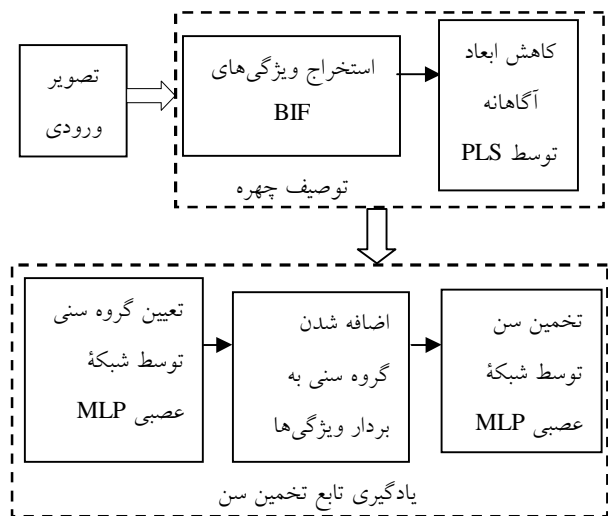 تصویر
ورودی
استخراج ویژگی‌های
BIF
کاهش ابعاد
آگاهانه
توسط PLS
توصیف چهره
تعیین گروه سنی
توسط شبکهٔ
عصبی MLP
اضافه شدن
گروه سنی به
بردار ویژگی‌ها
تخمین سن
توسط شبکهٔ
عصبی MLP
یادگیری تابع تخمین سن